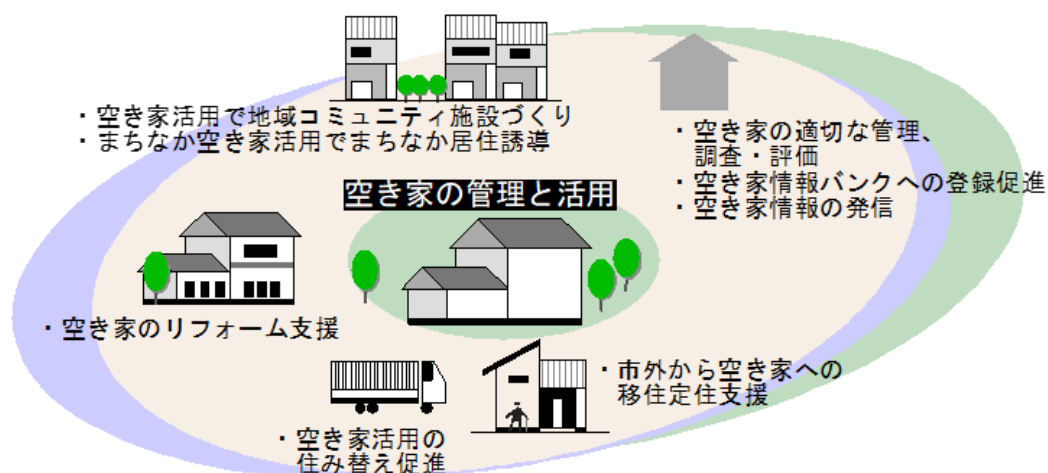 ・空き家活用で地域コミュニティ施設づくり
・まちなか空き家活用でまちなか居住誘導
・空き家の適切な管理、
調査・評価
・空き家情報バンクへの登録促進
・空き家情報の発信
空き家の管理と活用
・空き家のリフォーム支援
・市外から空き家への
移住定住支援
・空き家活用の
住み替え促進